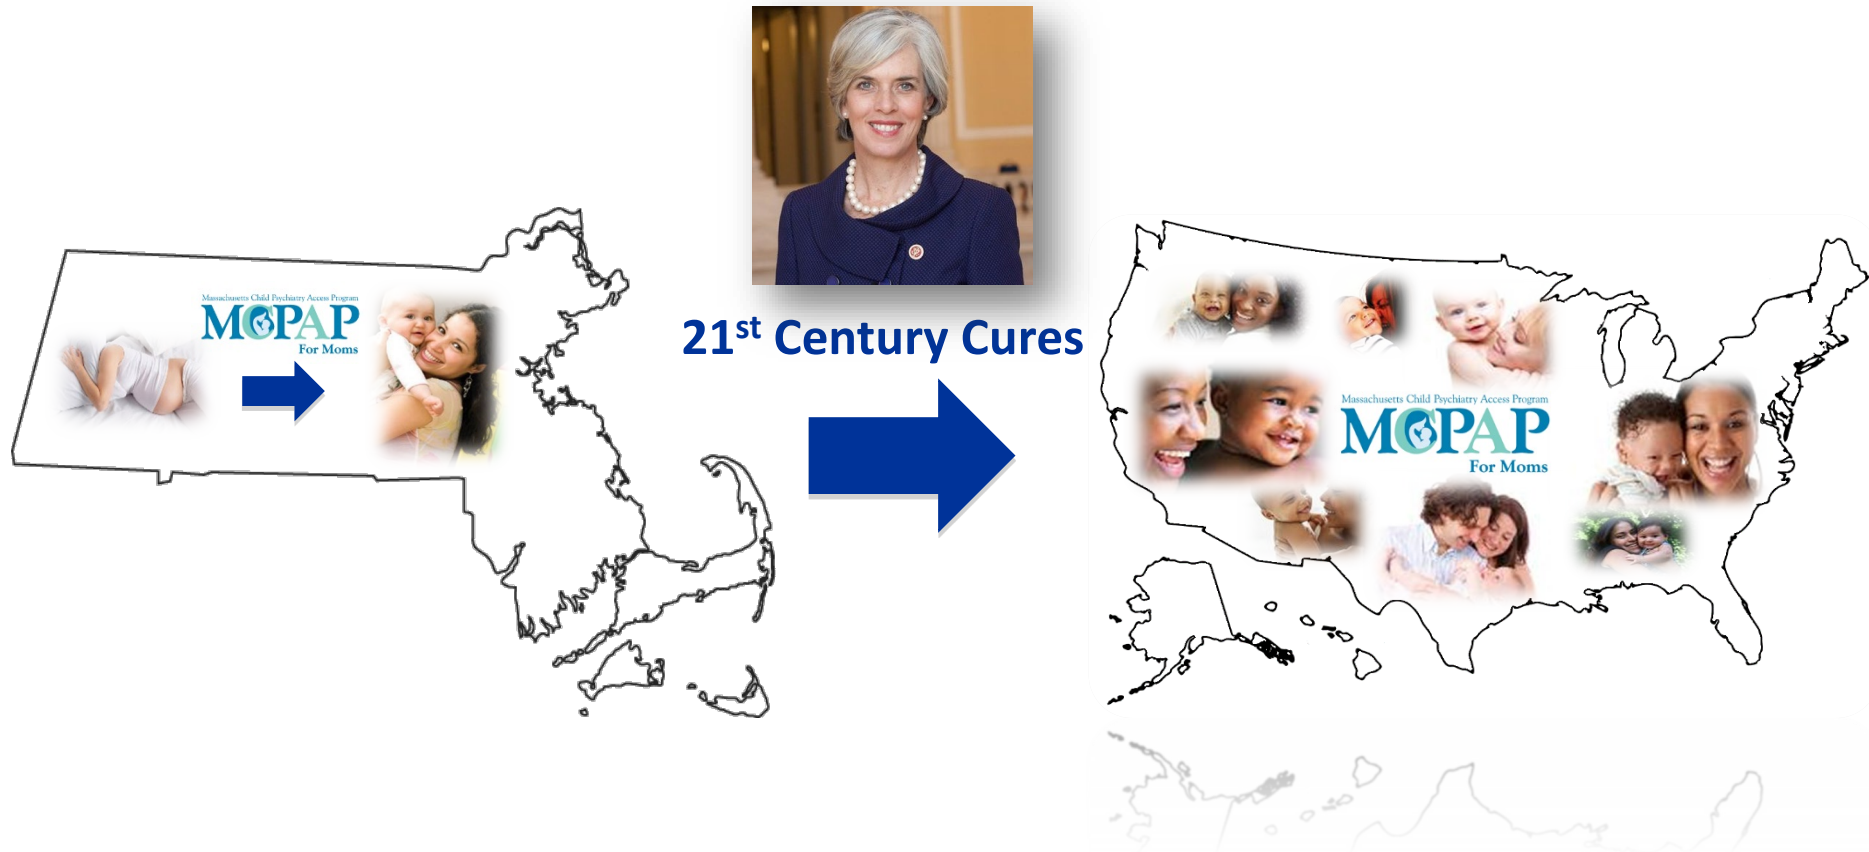 Massachusetts Child Psychiatry Access Program
MCPAP
For Moms
21st Century Cures
Massachusetts Child Psychiatry Access Program
MCPAP
For Moms